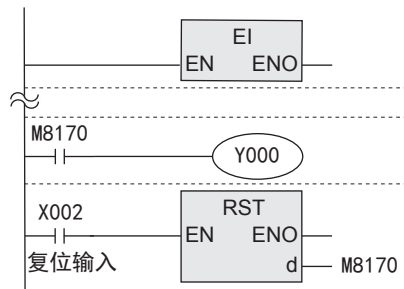 EI
EN ENO
M8170
Y000
X002
RST
EN ENO
复位输入
d M8170